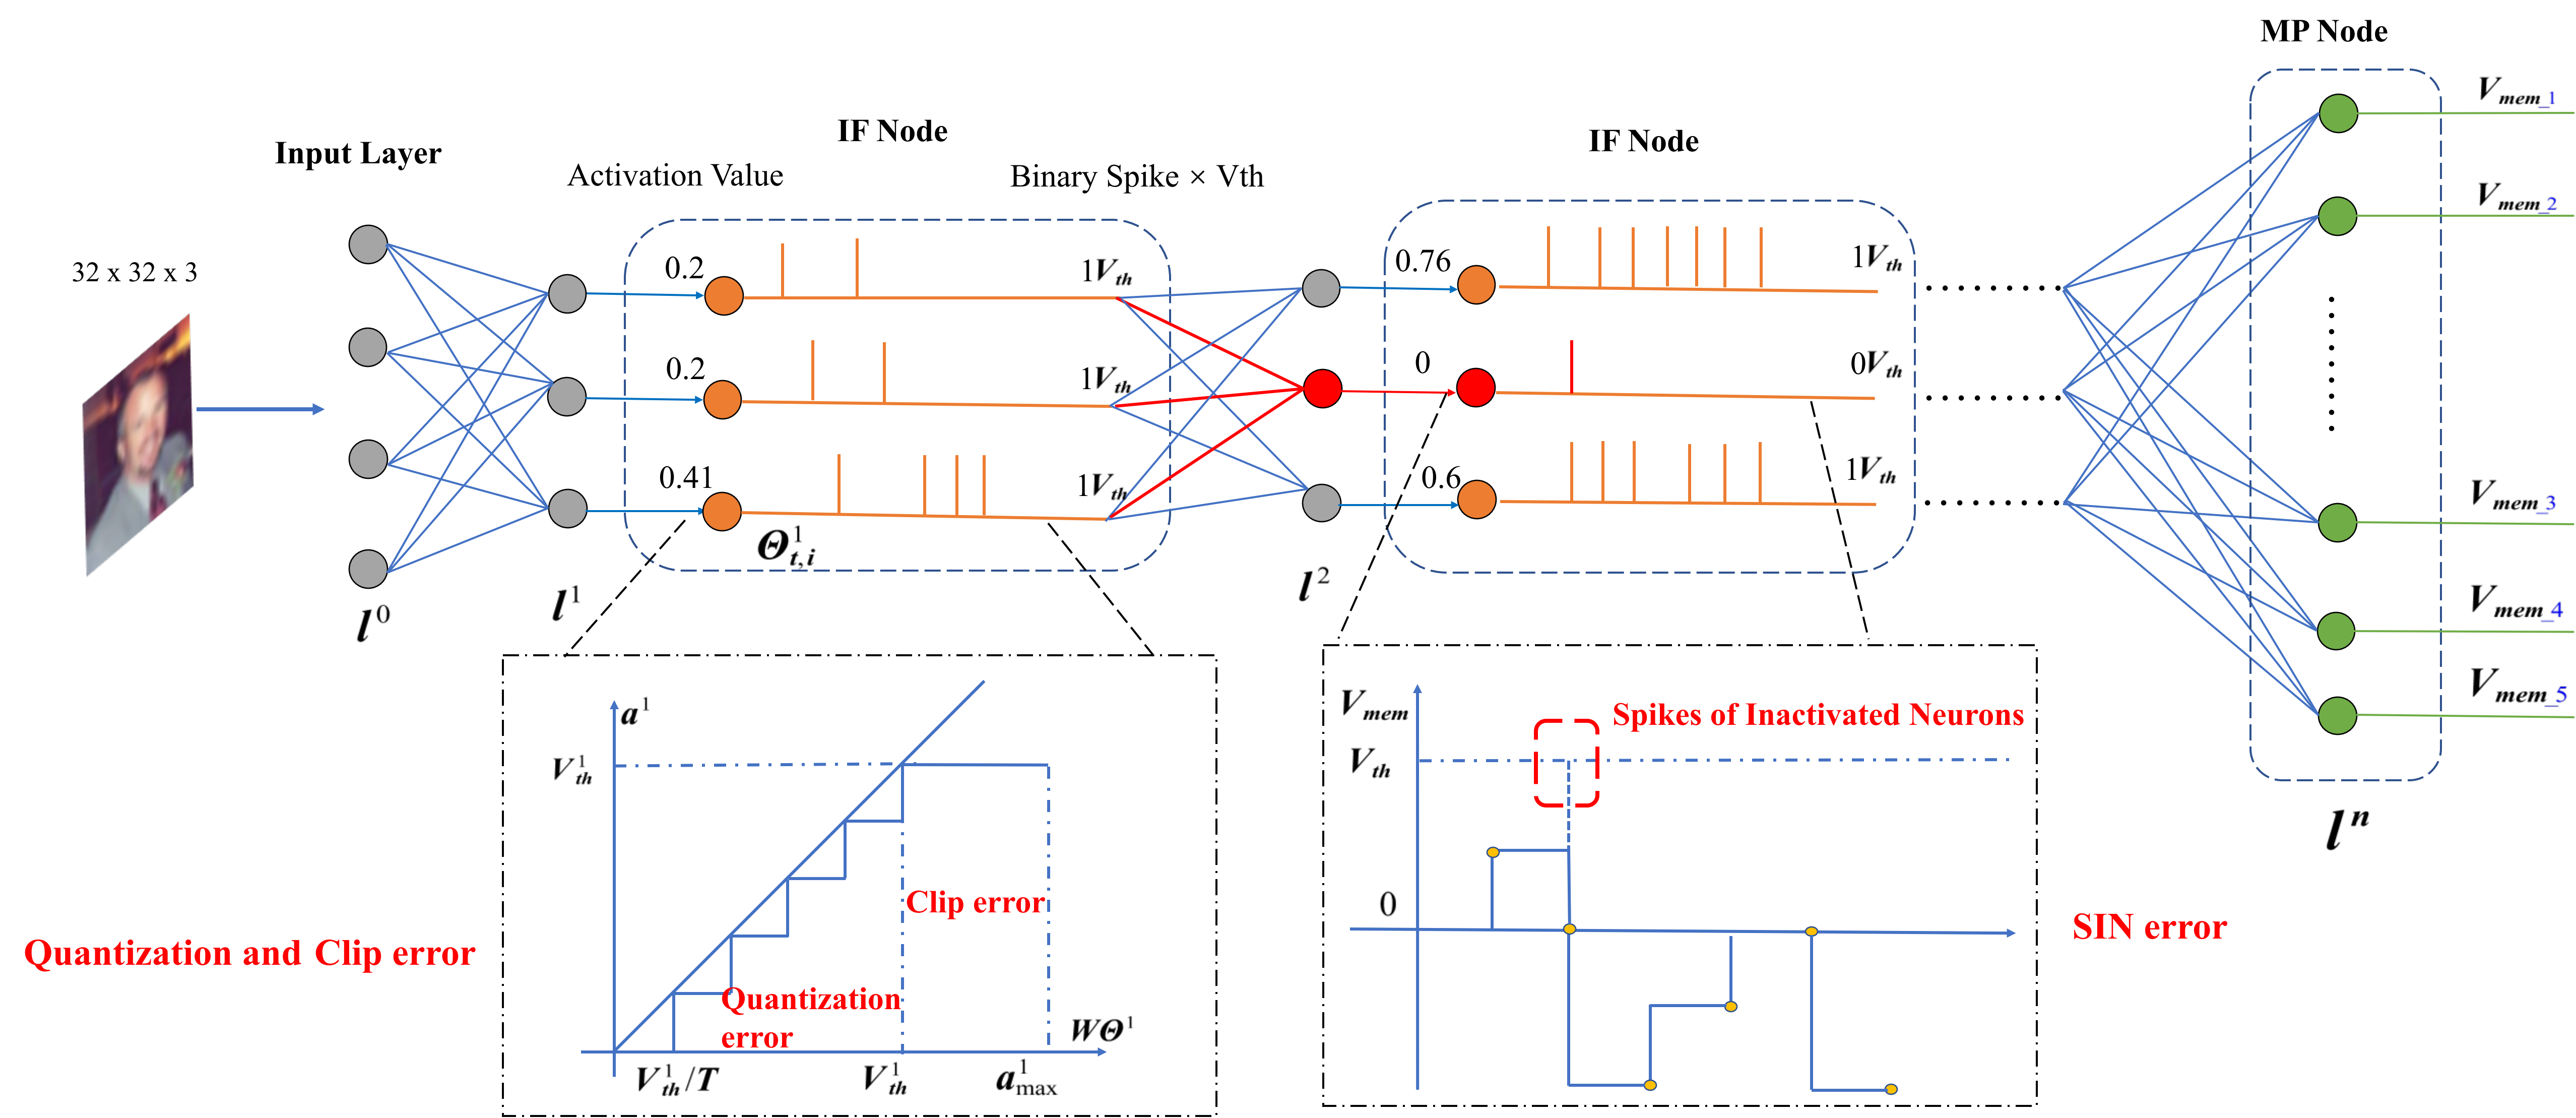 MP Node
V_mem_1
IF Node
IF Node
Input Layer
Activation Value
Binary Spike × Vth
V_mem_2
32 x 32 x 3
0.2
1V_th
0.76
1V_th
0.2
1V_th
0
0V_th
0.41
1V_th
0.6
1V_th
V_mem_3
Θ^1_t,i
l^0
l^1
l^2
V_mem_4
V_mem_5
a^1
V^1_th
Clip error
Quantization
error
WΘ^1
V^1_th/T
V^1_th
a^1_max
Quantization and Clip error
V_mem
Spikes of Inactivated Neurons
V_th
0
SIN error
l^n